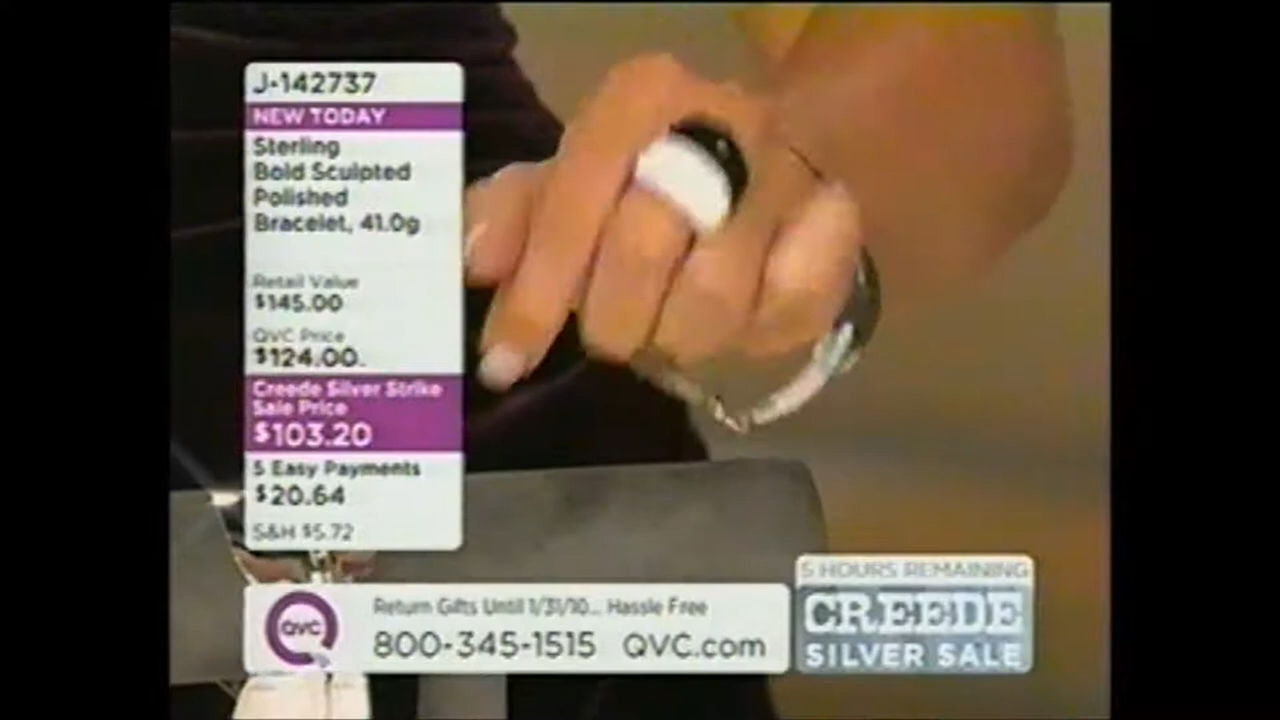 J-142737
NEW TODAY
Sterling
Bold Sculpted
Polished
Bracelet, 41.0g
Retail Value
$145.00
QVC Price
$124.00
Creede Silver Strike
Sale Price
$103.20
5 Easy Payments
$20.64
S&H $5.72
QVC
Return Gifts Until 1/31/10... Hassle Free
800-345-1515 QVC.com
5 HOURS REMAINING
CREEDE
SILVER SALE